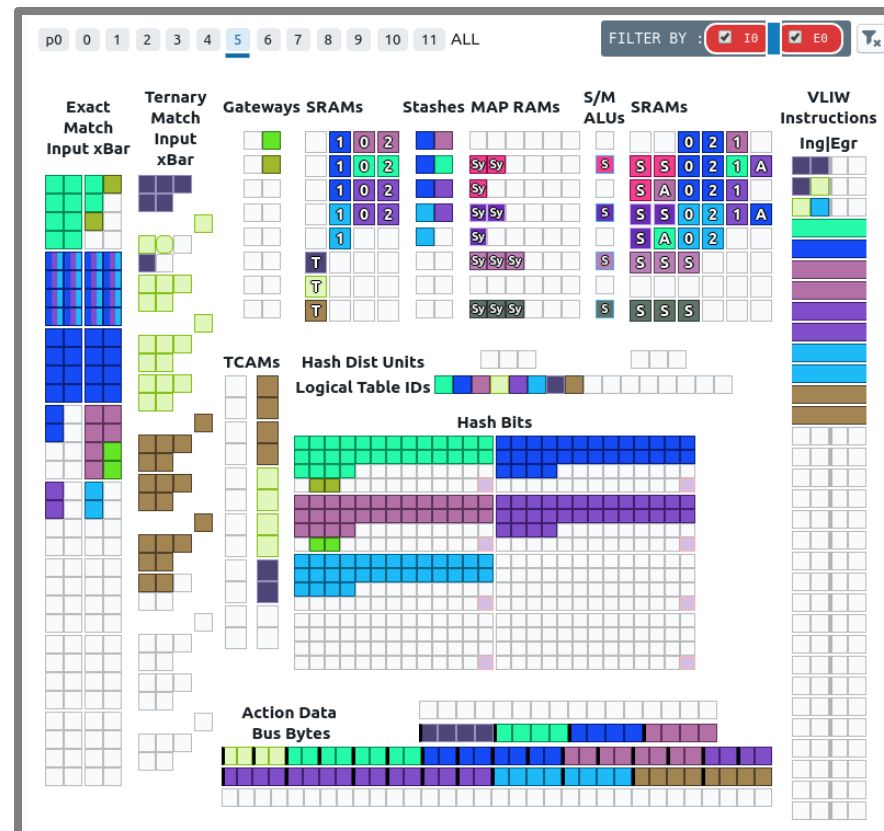 p0 0 1 2 3 4 5 6 7 8 9 10 11 ALL
FILTER BY : I0 E0
Exact
Match
Input xBar
Ternary
Match
Input
xBar
Gateways
SRAMs
Stashes
MAP RAMs
S/M
ALUs
SRAMs
VLIW
Instructions
Ing|Egr
1 0 2
0 2 1
1 0 2
Sy Sy
S
S S 0 2 1 A
1 0 2
Sy
S A 0 2 1
1 0 2
Sy Sy
S
S S 0 2 1 A
1
Sy
S A 0 2
T
Sy Sy Sy
S
S S S
T
T
Sy Sy Sy
S
S S S
TCAMs
Hash Dist Units
Logical Table IDs
Hash Bits
Action Data
Bus Bytes